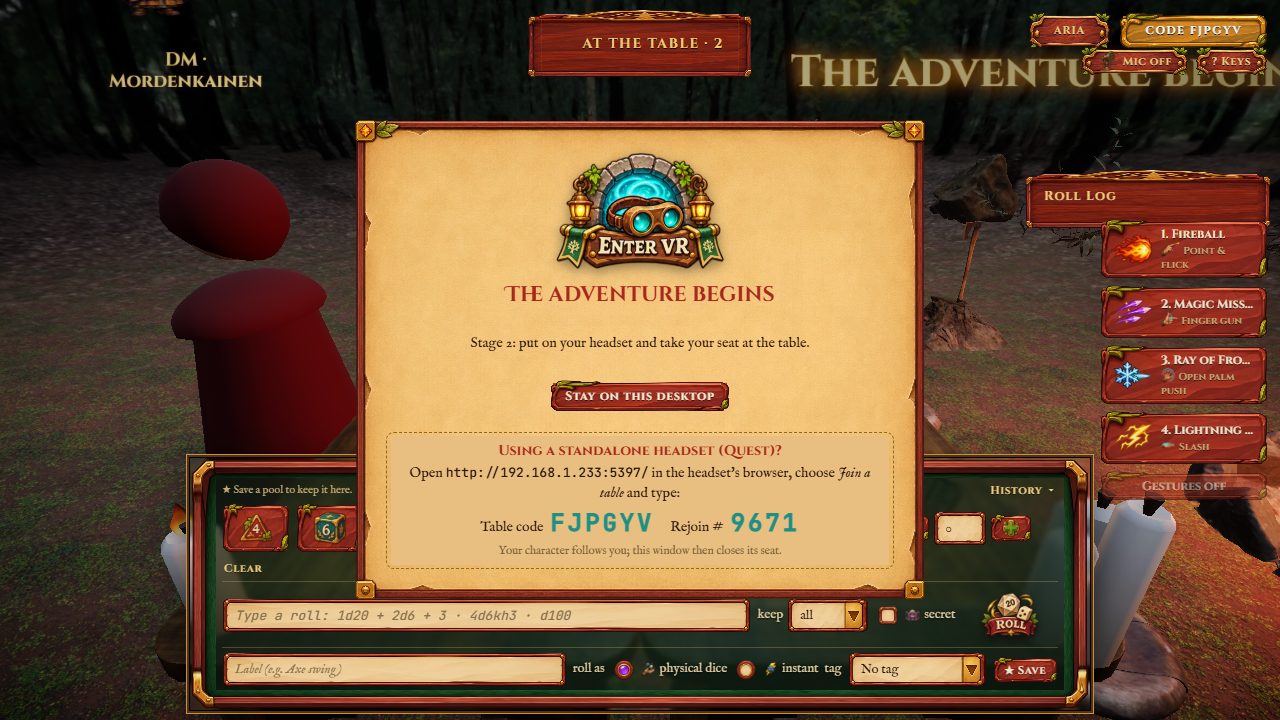 DM ·
MORDENKAINEN
AT THE TABLE · 2
ARIA
CODE FJPGYV
MIC OFF
? KEYS
THE ADVENTURE BEGIN
ENTER VR
THE ADVENTURE BEGINS
Stage 2: put on your headset and take your seat at the table.
STAY ON THIS DESKTOP
USING A STANDALONE HEADSET (QUEST)?
Open http://192.168.1.233:5397/ in the headset's browser, choose Join a
table and type:
Table code FJPGYV Rejoin # 9671
Your character follows you; this window then closes its seat.
ROLL LOG
1. FIREBALL
POINT &
FLICK
2. MAGIC MISS...
FINGER GUN
3. RAY OF FRO...
OPEN PALM
PUSH
4. LIGHTNING ...
SLASH
GESTURES OFF
★ Save a pool to keep it here.
HISTORY
4
6
0
CLEAR
Type a roll: 1d20 + 2d6 + 3 · 4d6kh3 · d100
keep
all
secret
20
ROLL
Label (e.g. Axe swing)
roll as
physical dice
instant
tag
No tag
★ SAVE